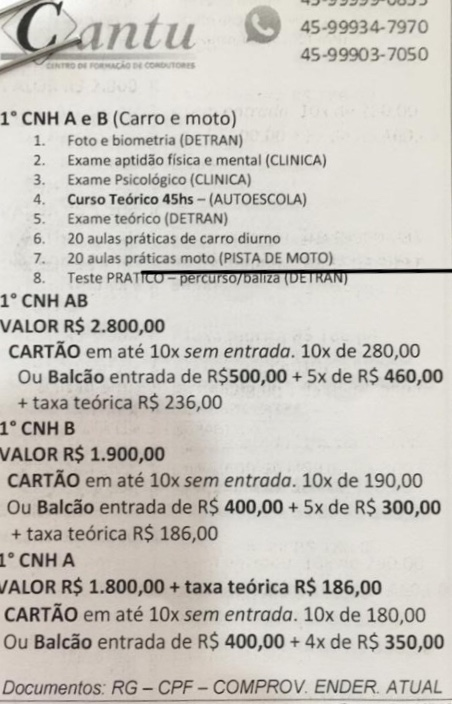 Cantu
CENTRO DE FORMAÇÃO DE CONDUTORES
45-99934-7970
45-99903-7055
1° CNH A e B (Carro e moto)
1. Foto e biometria (DETRAN)
2. Exame aptidão física e mental (CLINICA)
3. Exame Psicológico (CLINICA)
4. Curso Teórico 45hs – (AUTOESCOLA)
5. Exame teórico (DETRAN)
6. 20 aulas práticas de carro diurno
7. 20 aulas práticas moto (PISTA DE MOTO)
8. Teste PRATICO – percurso/baliza (DETRAN)
1° CNH AB
VALOR R$ 2.800,00
CARTÃO em até 10x sem entrada. 10x de 280,00
Ou Balcão entrada de R$500,00 + 5x de R$ 460,00
+ taxa teórica R$ 236,00
1° CNH B
VALOR R$ 1.900,00
CARTÃO em até 10x sem entrada. 10x de 190,00
Ou Balcão entrada de R$ 400,00 + 5x de R$ 300,00
+ taxa teórica R$ 186,00
1° CNH A
VALOR R$ 1.800,00 + taxa teórica R$ 186,00
CARTÃO em até 10x sem entrada. 10x de 180,00
Ou Balcão entrada de R$ 400,00 + 4x de R$ 350,00
Documentos: RG – CPF – COMPROV. ENDER. ATUAL